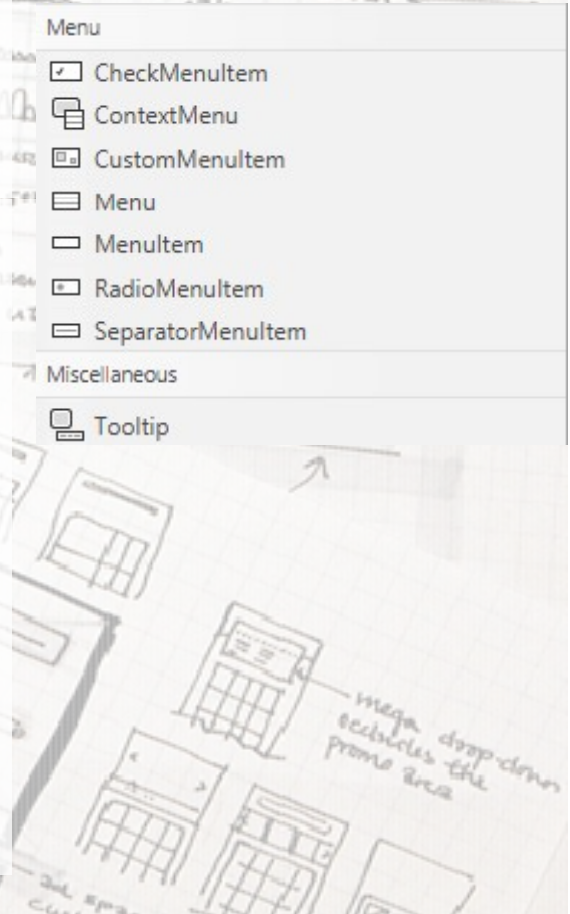 Menu
CheckMenuItem
ContextMenu
CustomMenuItem
Menu
MenuItem
RadioMenuItem
SeparatorMenuItem
Miscellaneous
Tooltip
mega drop-down
the
promo area